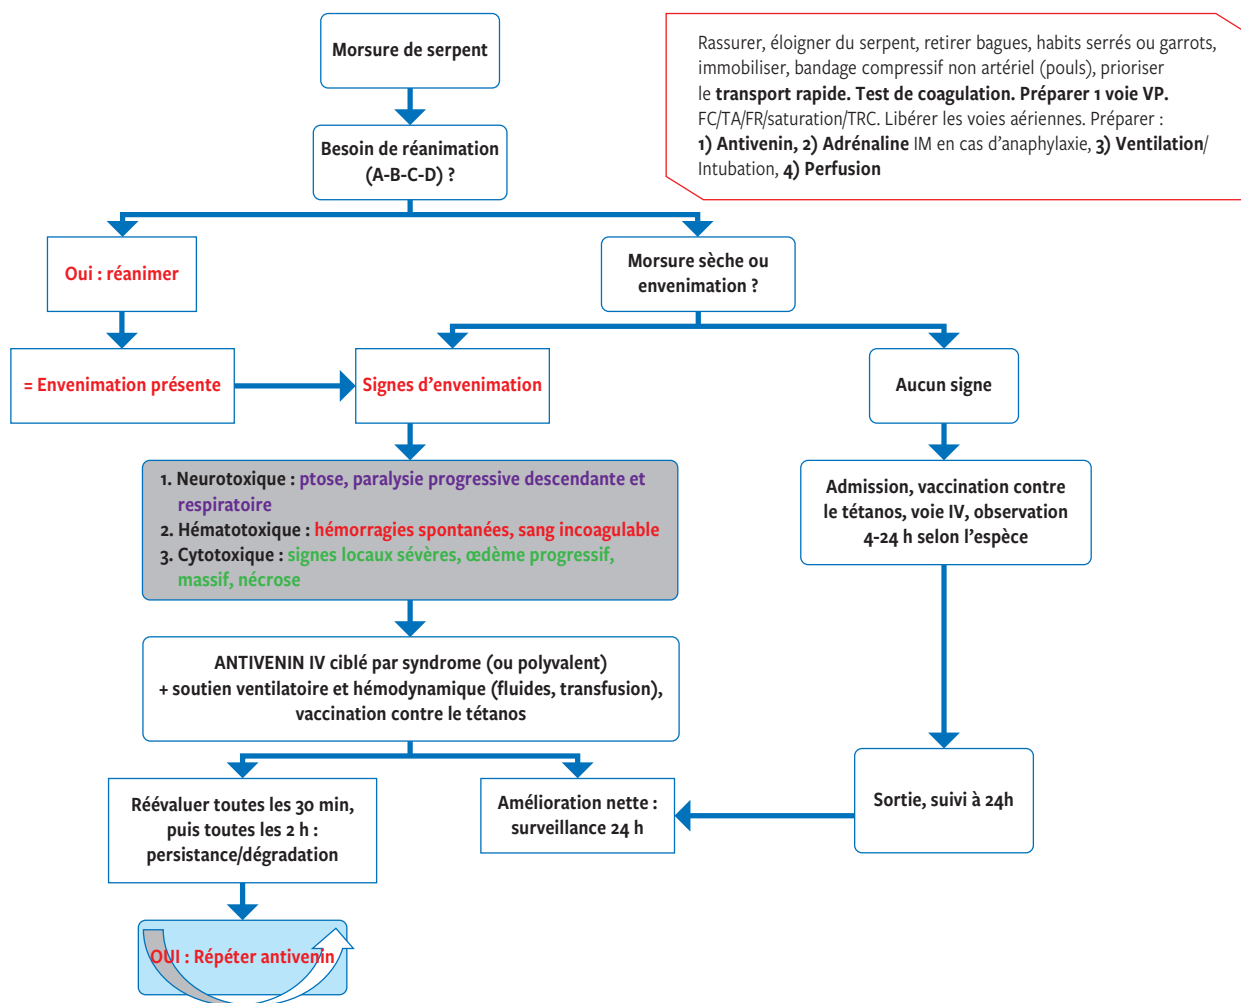 Morsure de serpent
Rassurer, éloigner du serpent, retirer bagues, habits serrés ou garrots,
immobiliser, bandage compressif non artériel (pouls), prioriser
le transport rapide. Test de coagulation. Préparer 1 voie VP.
FC/TA/FR/saturation/TRC. Libérer les voies aériennes. Préparer :
1) Antivenin, 2) Adrénaline IM en cas d’anaphylaxie, 3) Ventilation/
Intubation, 4) Perfusion
Besoin de réanimation
(A-B-C-D) ?
Oui : réanimer
Morsure sèche ou
envenimation ?
= Envenimation présente
Signes d’envenimation
Aucun signe
1. Neurotoxique : ptose, paralysie progressive descendante et
respiratoire
2. Hématotoxique : hémorragies spontanées, sang incoagulable
3. Cytotoxique : signes locaux sévères, œdème progressif,
massif, nécrose
Admission, vaccination contre
le tétanos, voie IV, observation
4-24 h selon l’espèce
ANTIVENIN IV ciblé par syndrome (ou polyvalent)
+ soutien ventilatoire et hémodynamique (fluides, transfusion),
vaccination contre le tétanos
Réévaluer toutes les 30 min,
puis toutes les 2 h :
persistance/dégradation
Amélioration nette :
surveillance 24 h
Sortie, suivi à 24h
OUI : Répéter antivenin